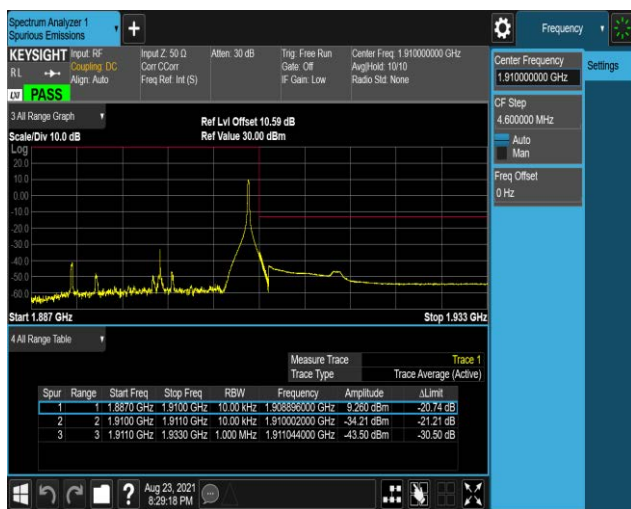 Spectrum Analyzer 1
Spurious Emissions
+
Frequency
KEYSIGHT Input: RF Input Z: 50 Ω Atten: 30 dB Trig: Free Run Center Freq: 1.910000000 GHz
RL Coupling: DC Corr CCorr Gate: Off Avg|Hold: 10/10
Align: Auto Freq Ref: Int (S) IF Gain: Low Radio Std: None
LXI PASS
Center Frequency
1.910000000 GHz
Settings
CF Step
4.600000 MHz
Auto
Man
Freq Offset
0 Hz
3 All Range Graph
Ref Lvl Offset 10.59 dB
Scale/Div 10.0 dB Ref Value 30.00 dBm
Log
20.0
10.0
0.00
-10.0
-20.0
-30.0
-40.0
-50.0
-60.0
Start 1.887 GHz Stop 1.933 GHz
4 All Range Table
Measure Trace Trace 1
Trace Type Trace Average (Active)
Spur Range Start Freq Stop Freq RBW Frequency Amplitude ΔLimit
1 1 1.8870 GHz 1.9100 GHz 10.00 kHz 1.908896000 GHz 9.260 dBm -20.74 dB
2 2 1.9100 GHz 1.9110 GHz 10.00 kHz 1.910002000 GHz -34.21 dBm -21.21 dB
3 3 1.9110 GHz 1.9330 GHz 1.000 MHz 1.911044000 GHz -43.50 dBm -30.50 dB
? Aug 23, 2021
8:29:18 PM